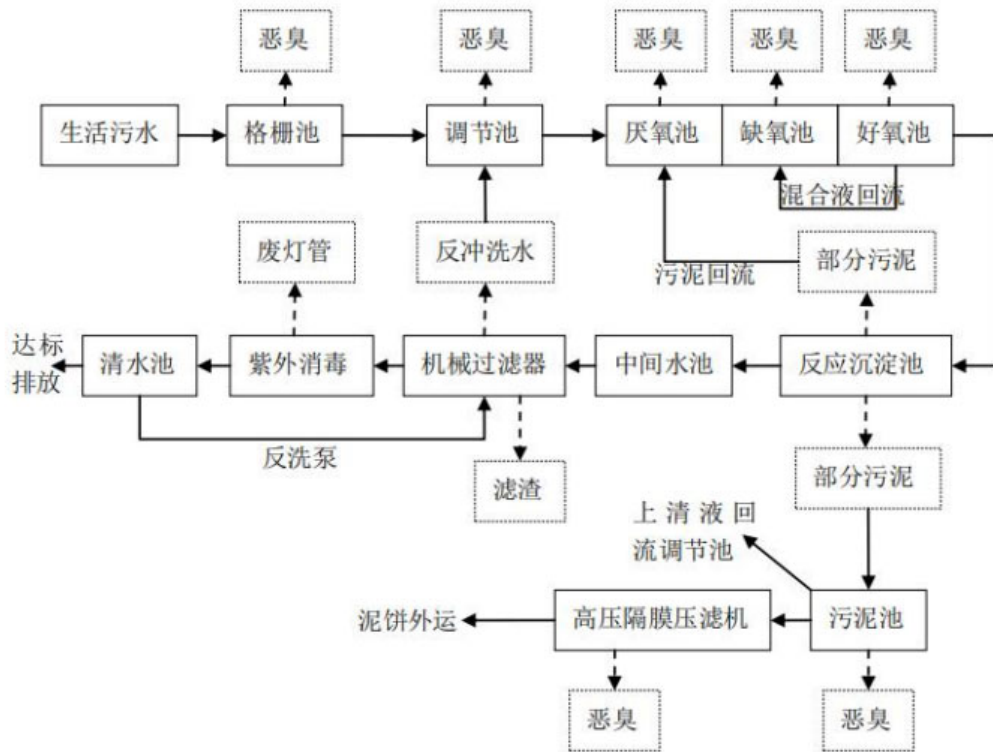 恶臭
恶臭
恶臭
恶臭
恶臭
生活污水
格栅池
调节池
厌氧池
缺氧池
好氧池
混合液回流
废灯管
反冲洗水
污泥回流
部分污泥
达标
排放
清水池
紫外消毒
机械过滤器
中间水池
反应沉淀池
反洗泵
滤渣
部分污泥
上清液回
流调节池
泥饼外运
高压隔膜压滤机
污泥池
恶臭
恶臭